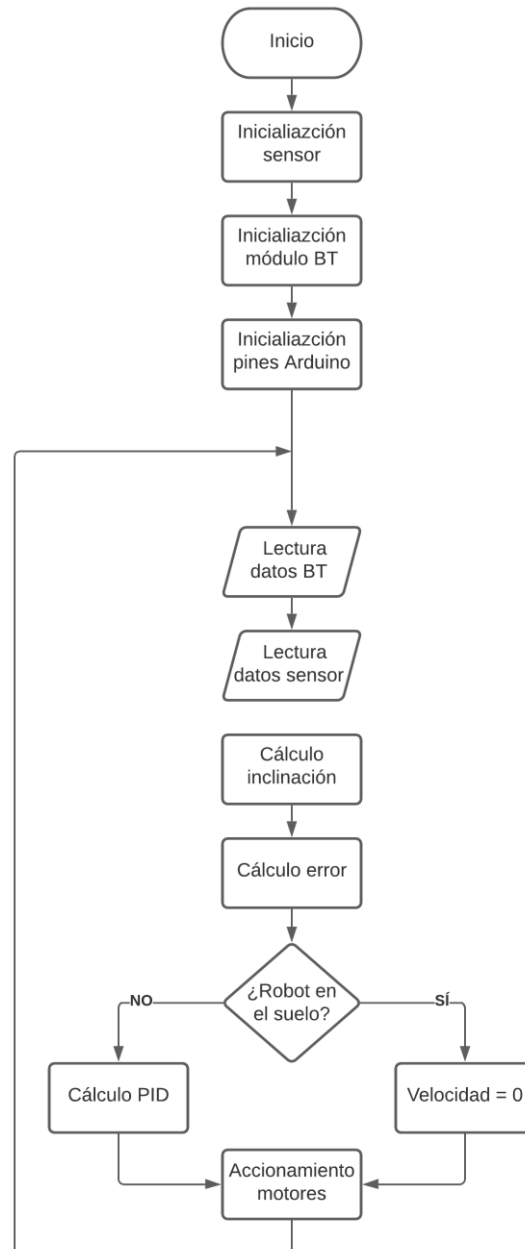 Inicio
Inicialiazción
sensor
Inicialiazción
módulo BT
Inicialiazción
pines Arduino
Lectura
datos BT
Lectura
datos sensor
Cálculo
inclinación
Cálculo error
¿Robot en
el suelo?
NO
SÍ
Cálculo PID
Velocidad = 0
Accionamiento
motores